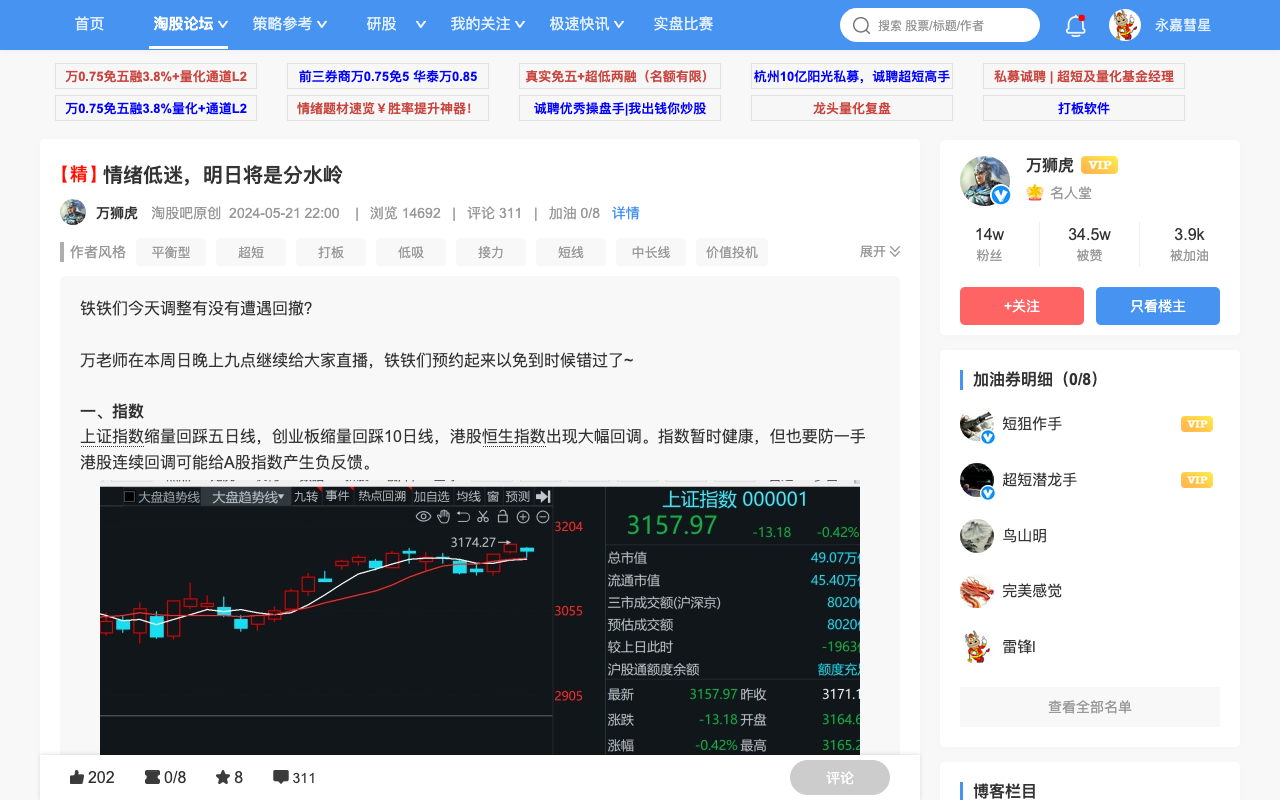 首页 淘股论坛 策略参考 研股 我的关注 极速快讯 实盘比赛 搜索 股票/标题/作者 永嘉彗星
万0.75免五融3.8%+量化通道L2 前三券商万0.75免5 华泰万0.85 真实免五+超低两融（名额有限） 杭州10亿阳光私募，诚聘超短高手 私募诚聘 | 超短及量化基金经理
万0.75免五融3.8%量化+通道L2 情绪题材速览￥胜率提升神器！ 诚聘优秀操盘手|我出钱你炒股 龙头量化复盘 打板软件
【精】情绪低迷，明日将是分水岭
万狮虎 淘股吧原创 2024-05-21 22:00 | 浏览 14692 | 评论 311 | 加油 0/8 详情
作者风格 平衡型 超短 打板 低吸 接力 短线 中长线 价值投机 展开
铁铁们今天调整有没有遭遇回撤？
万老师在本周日晚上九点继续给大家直播，铁铁们预约起来以免到时候错过了~
一、指数
上证指数缩量回踩五日线，创业板缩量回踩10日线，港股恒生指数出现大幅回调。指数暂时健康，但也要防一手
港股连续回调可能给A股指数产生负反馈。
大盘趋势线 大盘趋势线 九转 事件 热点回溯 加自选 均线 窗 预测
3204
3174.27
3055
2905
上证指数 000001
3157.97 -13.18 -0.42%
总市值 49.07万
流通市值 45.40万
三市成交额(沪深京) 8020
预估成交额 8020
较上日此时 -1963
沪股通额度余额 额度充
最新 3157.97 昨收 3171.1
涨跌 -13.18 开盘 3164.6
涨幅 -0.42% 最高 3165.2
202 0/8 8 311 评论
万狮虎 VIP
名人堂
14w 34.5w 3.9k
粉丝 被赞 被加油
+关注 只看楼主
加油券明细（0/8）
短狙作手 VIP
超短潜龙手 VIP
鸟山明
完美感觉
雷锋l
查看全部名单
博客栏目